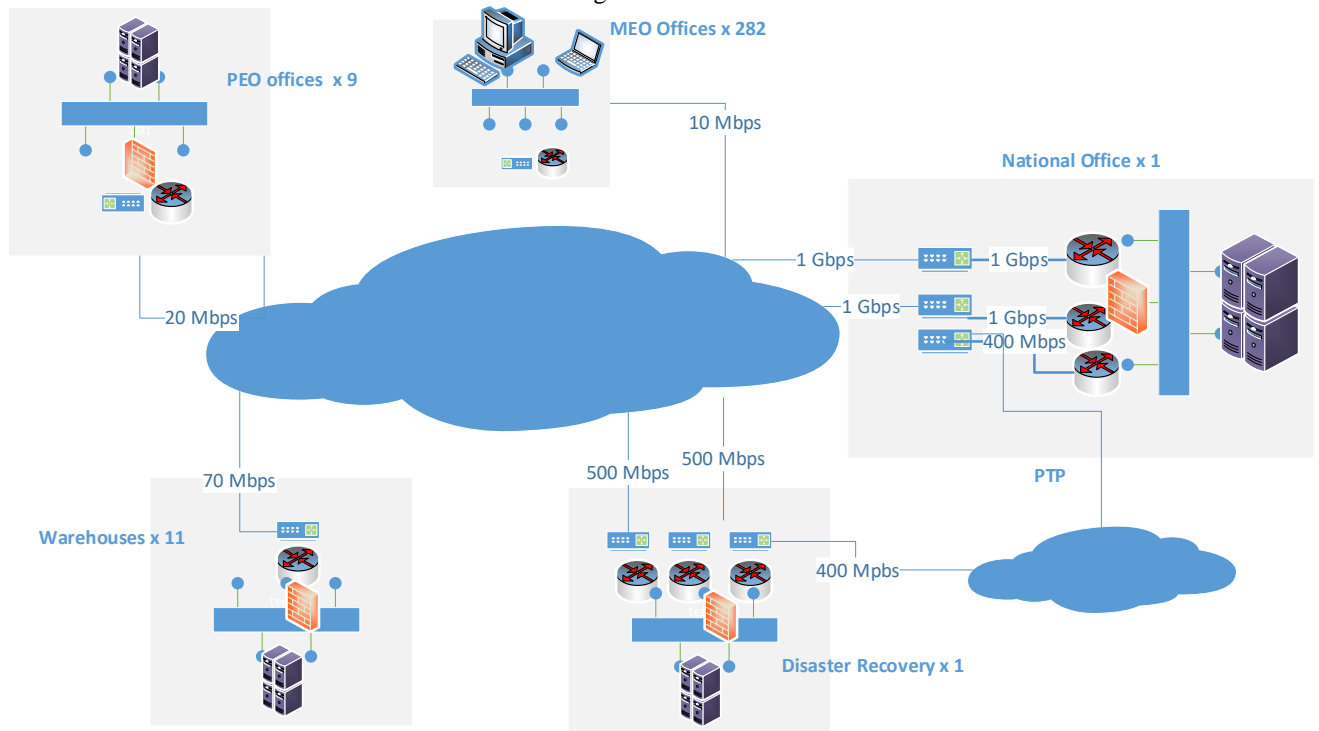 MEO Offices x 282
PEO offices x 9
10 Mbps
National Office x 1
1 Gbps
1 Gbps
1 Gbps
1 Gbps
20 Mbps
400 Mbps
500 Mbps
500 Mbps
70 Mbps
PTP
Warehouses x 11
400 Mpbs
Disaster Recovery x 1